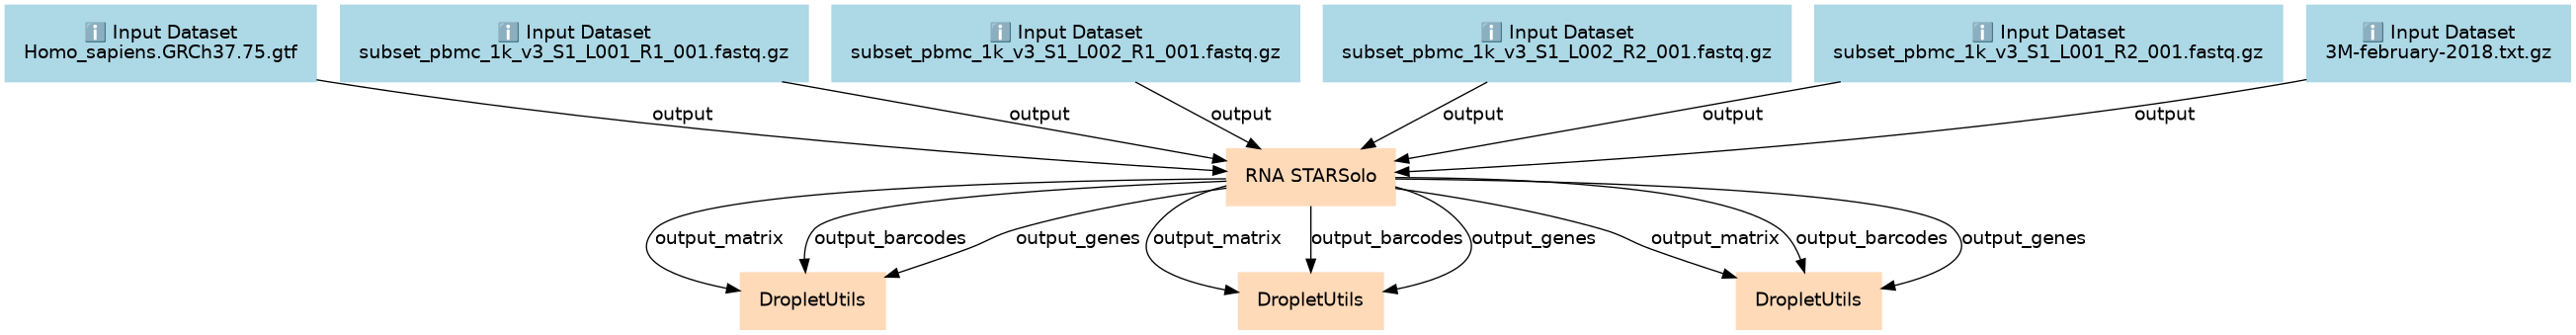 ℹ️ Input Dataset
Homo_sapiens.GRCh37.75.gtf
ℹ️ Input Dataset
subset_pbmc_1k_v3_S1_L001_R1_001.fastq.gz
ℹ️ Input Dataset
subset_pbmc_1k_v3_S1_L002_R1_001.fastq.gz
ℹ️ Input Dataset
subset_pbmc_1k_v3_S1_L002_R2_001.fastq.gz
ℹ️ Input Dataset
subset_pbmc_1k_v3_S1_L001_R2_001.fastq.gz
ℹ️ Input Dataset
3M-february-2018.txt.gz
output
output
output
output
output
output
RNA STARSolo
output_matrix
output_barcodes
output_genes
output_matrix
output_barcodes
output_genes
output_matrix
output_barcodes
output_genes
DropletUtils
DropletUtils
DropletUtils